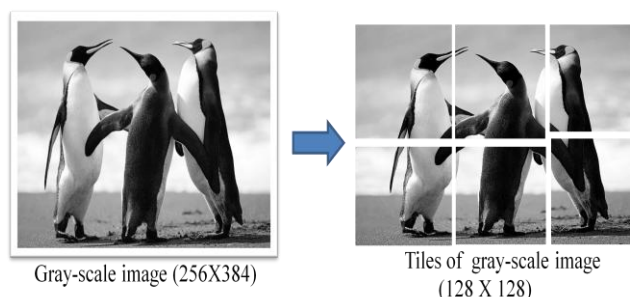 Gray-scale image (256X384)
Tiles of gray-scale image
(128 X 128)